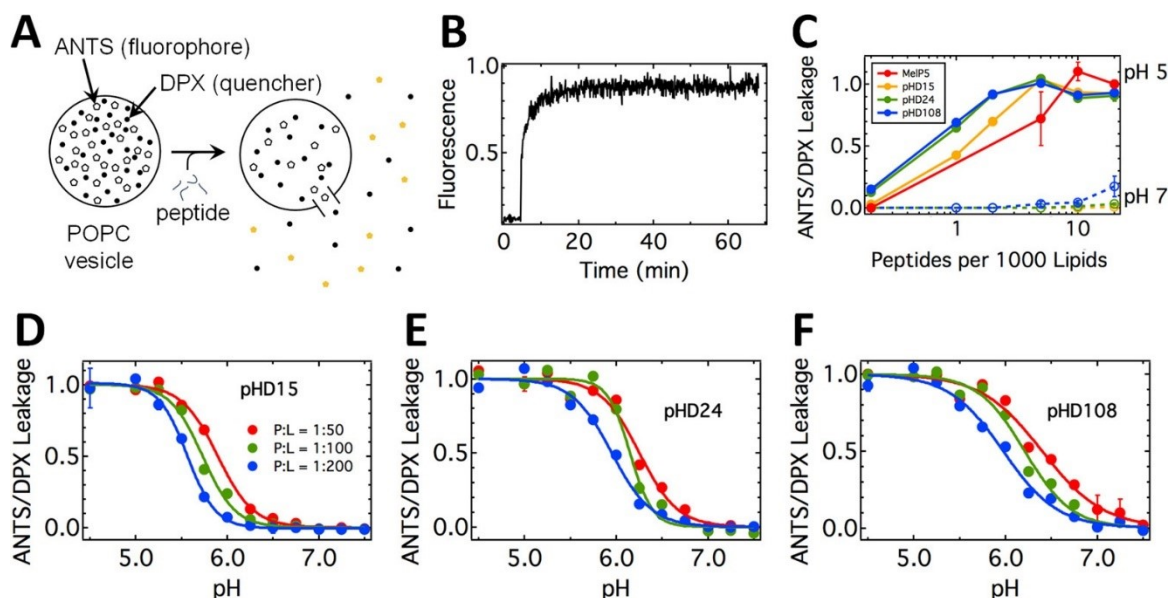 A
ANTS (fluorophore)
DPX (quencher)
peptide
POPC
vesicle
B
Fluorescence
1.0
0.5
0
20
40
60
Time (min)
C
ANTS/DPX Leakage
1.0
0.5
0.0
MelP5
pHD15
pHD24
pHD108
pH 5
pH 7
1
10
Peptides per 1000 Lipids
D
ANTS/DPX Leakage
1.0
0.5
0.0
pHD15
P:L = 1:50
P:L = 1:100
P:L = 1:200
5.0
6.0
7.0
pH
E
ANTS/DPX Leakage
1.0
0.5
0.0
pHD24
5.0
6.0
7.0
pH
F
ANTS/DPX Leakage
1.0
0.5
0.0
pHD108
5.0
6.0
7.0
pH